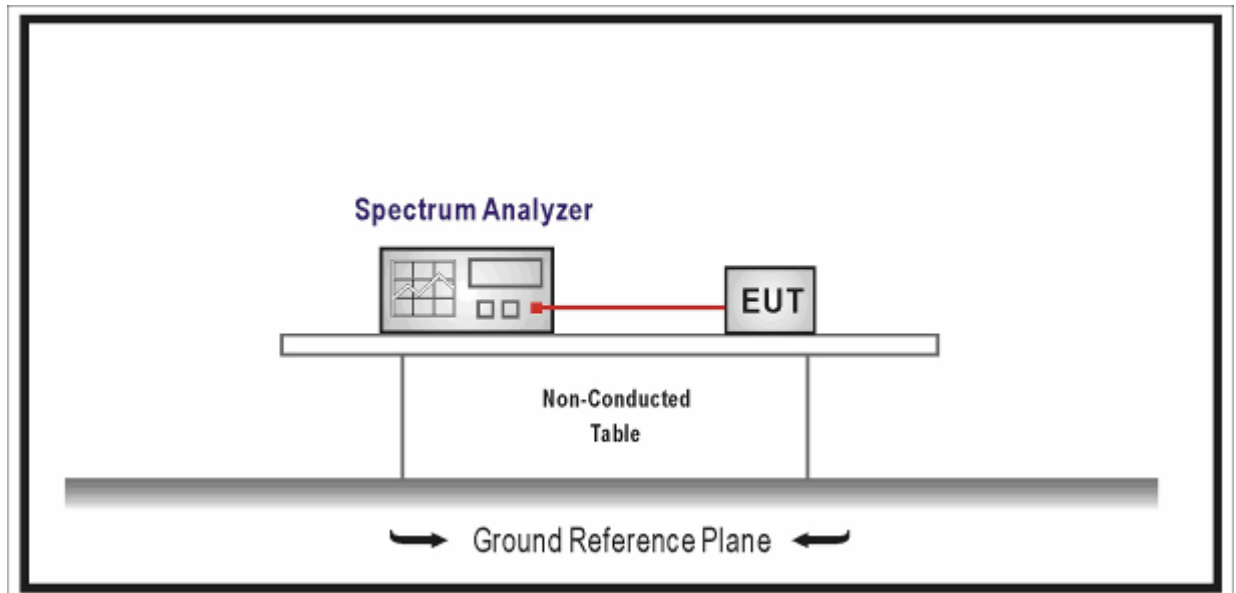 Spectrum Analyzer
EUT
Non-Conducted
Table
Ground Reference Plane